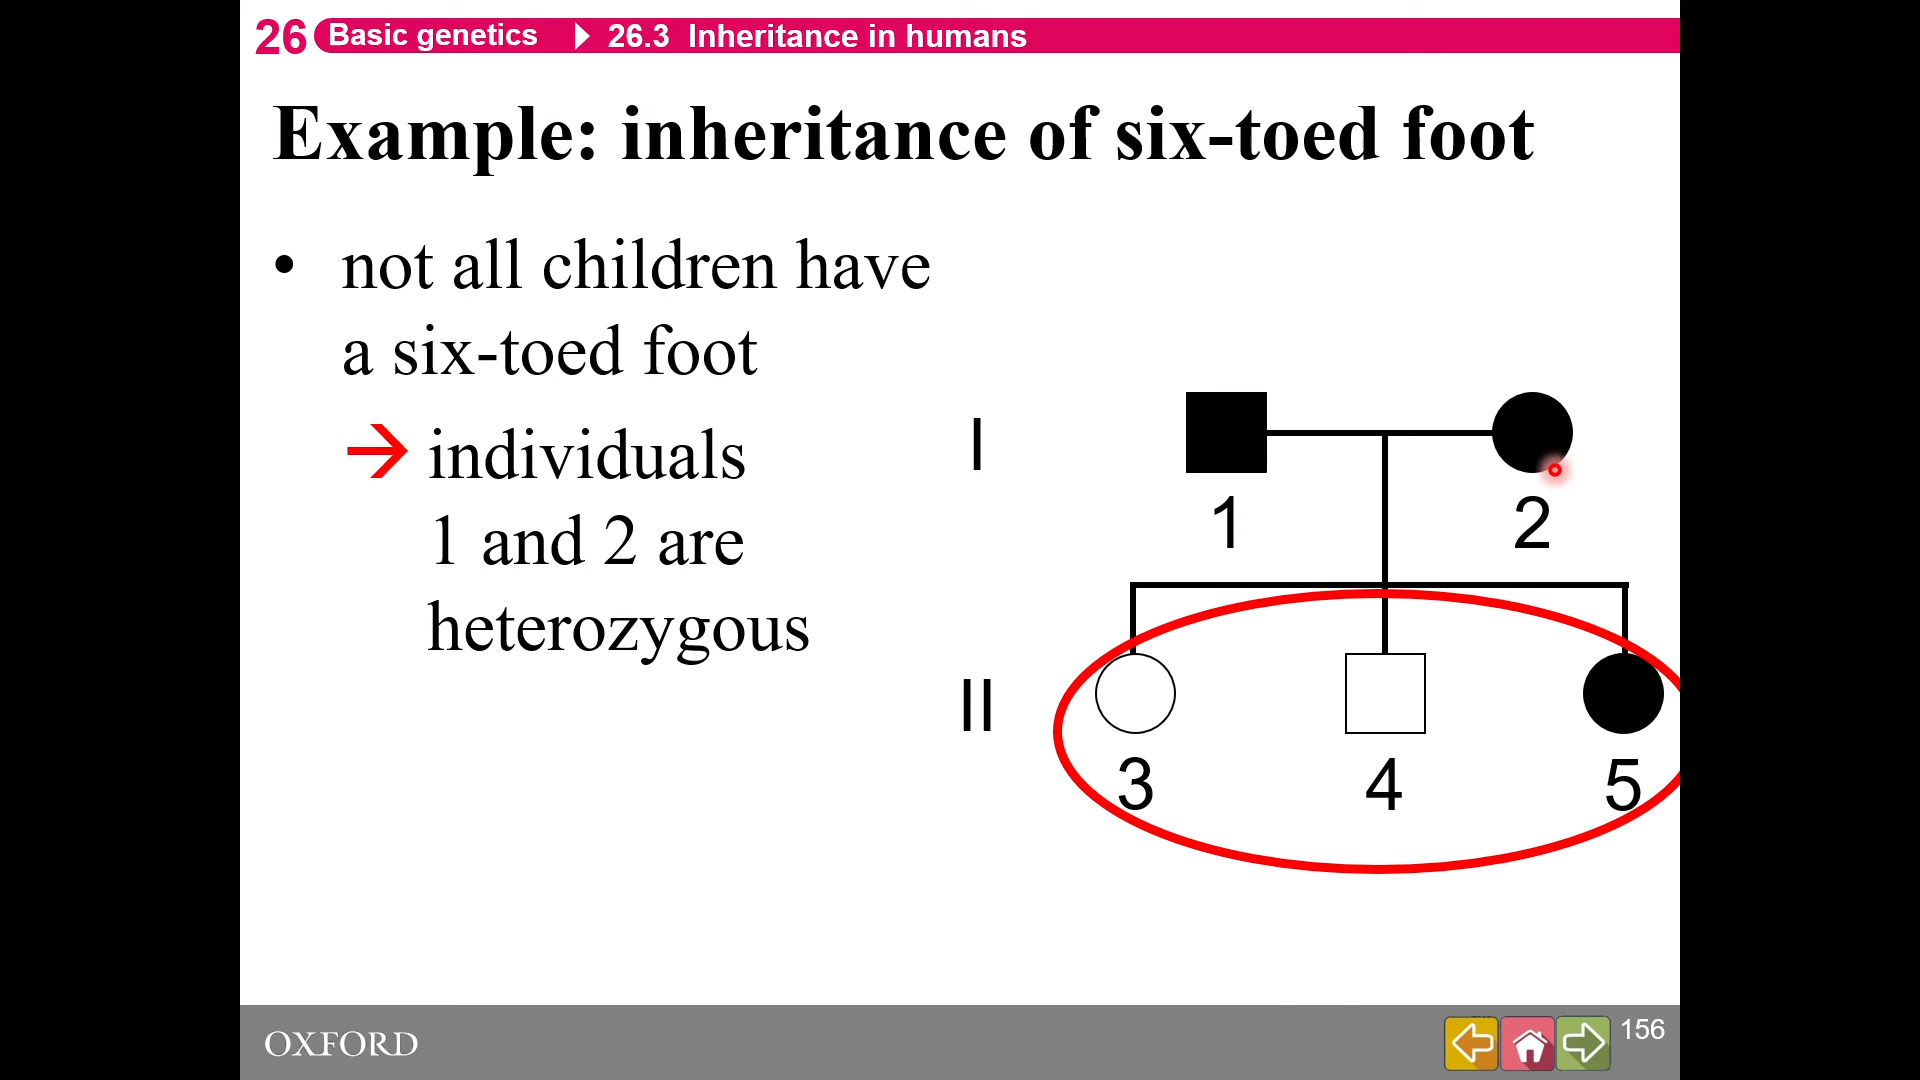 26 Basic genetics 26.3 Inheritance in humans
Example: inheritance of six-toed foot
• not all children have
a six-toed foot
→ individuals
1 and 2 are
heterozygous
I
1 2
II
3 4 5
OXFORD
156